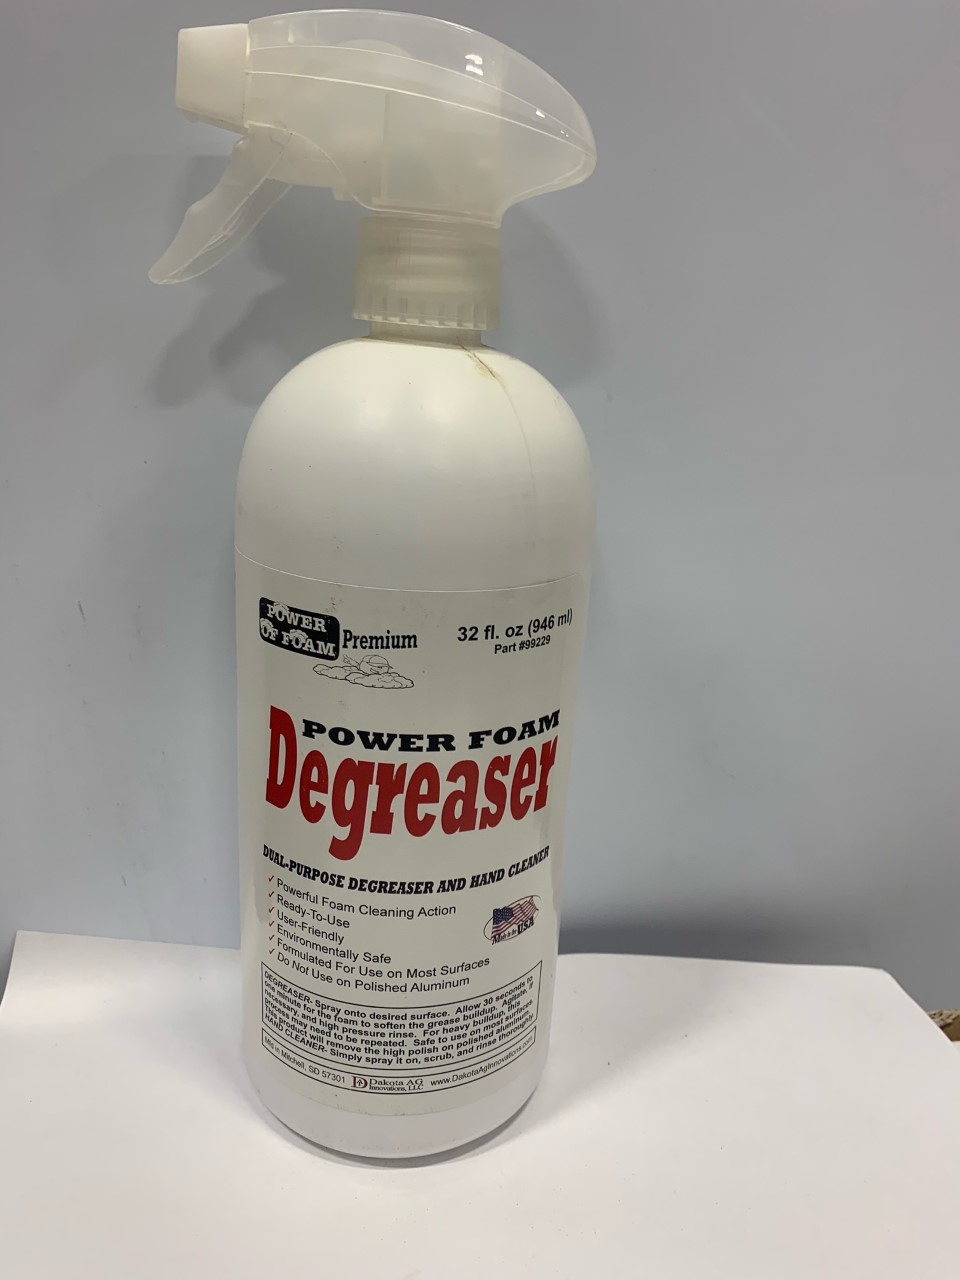 POWER
OF FOAM
Premium
32 fl. oz (946 ml)
Part #99229
POWER FOAM
Degreaser
DUAL-PURPOSE DEGREASER AND HAND CLEANER
✓ Powerful Foam Cleaning Action
✓ Ready-To-Use
✓ User-Friendly
✓ Environmentally Safe
✓ Formulated For Use on Most Surfaces
✓ Do Not Use on Polished Aluminum
Made in the
USA
DEGREASER- Spray onto desired surface. Allow 30 seconds to
one minute for the foam to soften the grease buildup. Agitate, if
necessary, and high pressure rinse. For heavy buildup, this
process may need to be repeated. Safe to use on most surfaces.
This product will remove the high polish on polished aluminum.
HAND CLEANER- Simply spray it on, scrub, and rinse thoroughly.
Mfd in Mitchell, SD 57301
Dakota AG
Innovations, LLC
www.DakotaAgInnovations.com